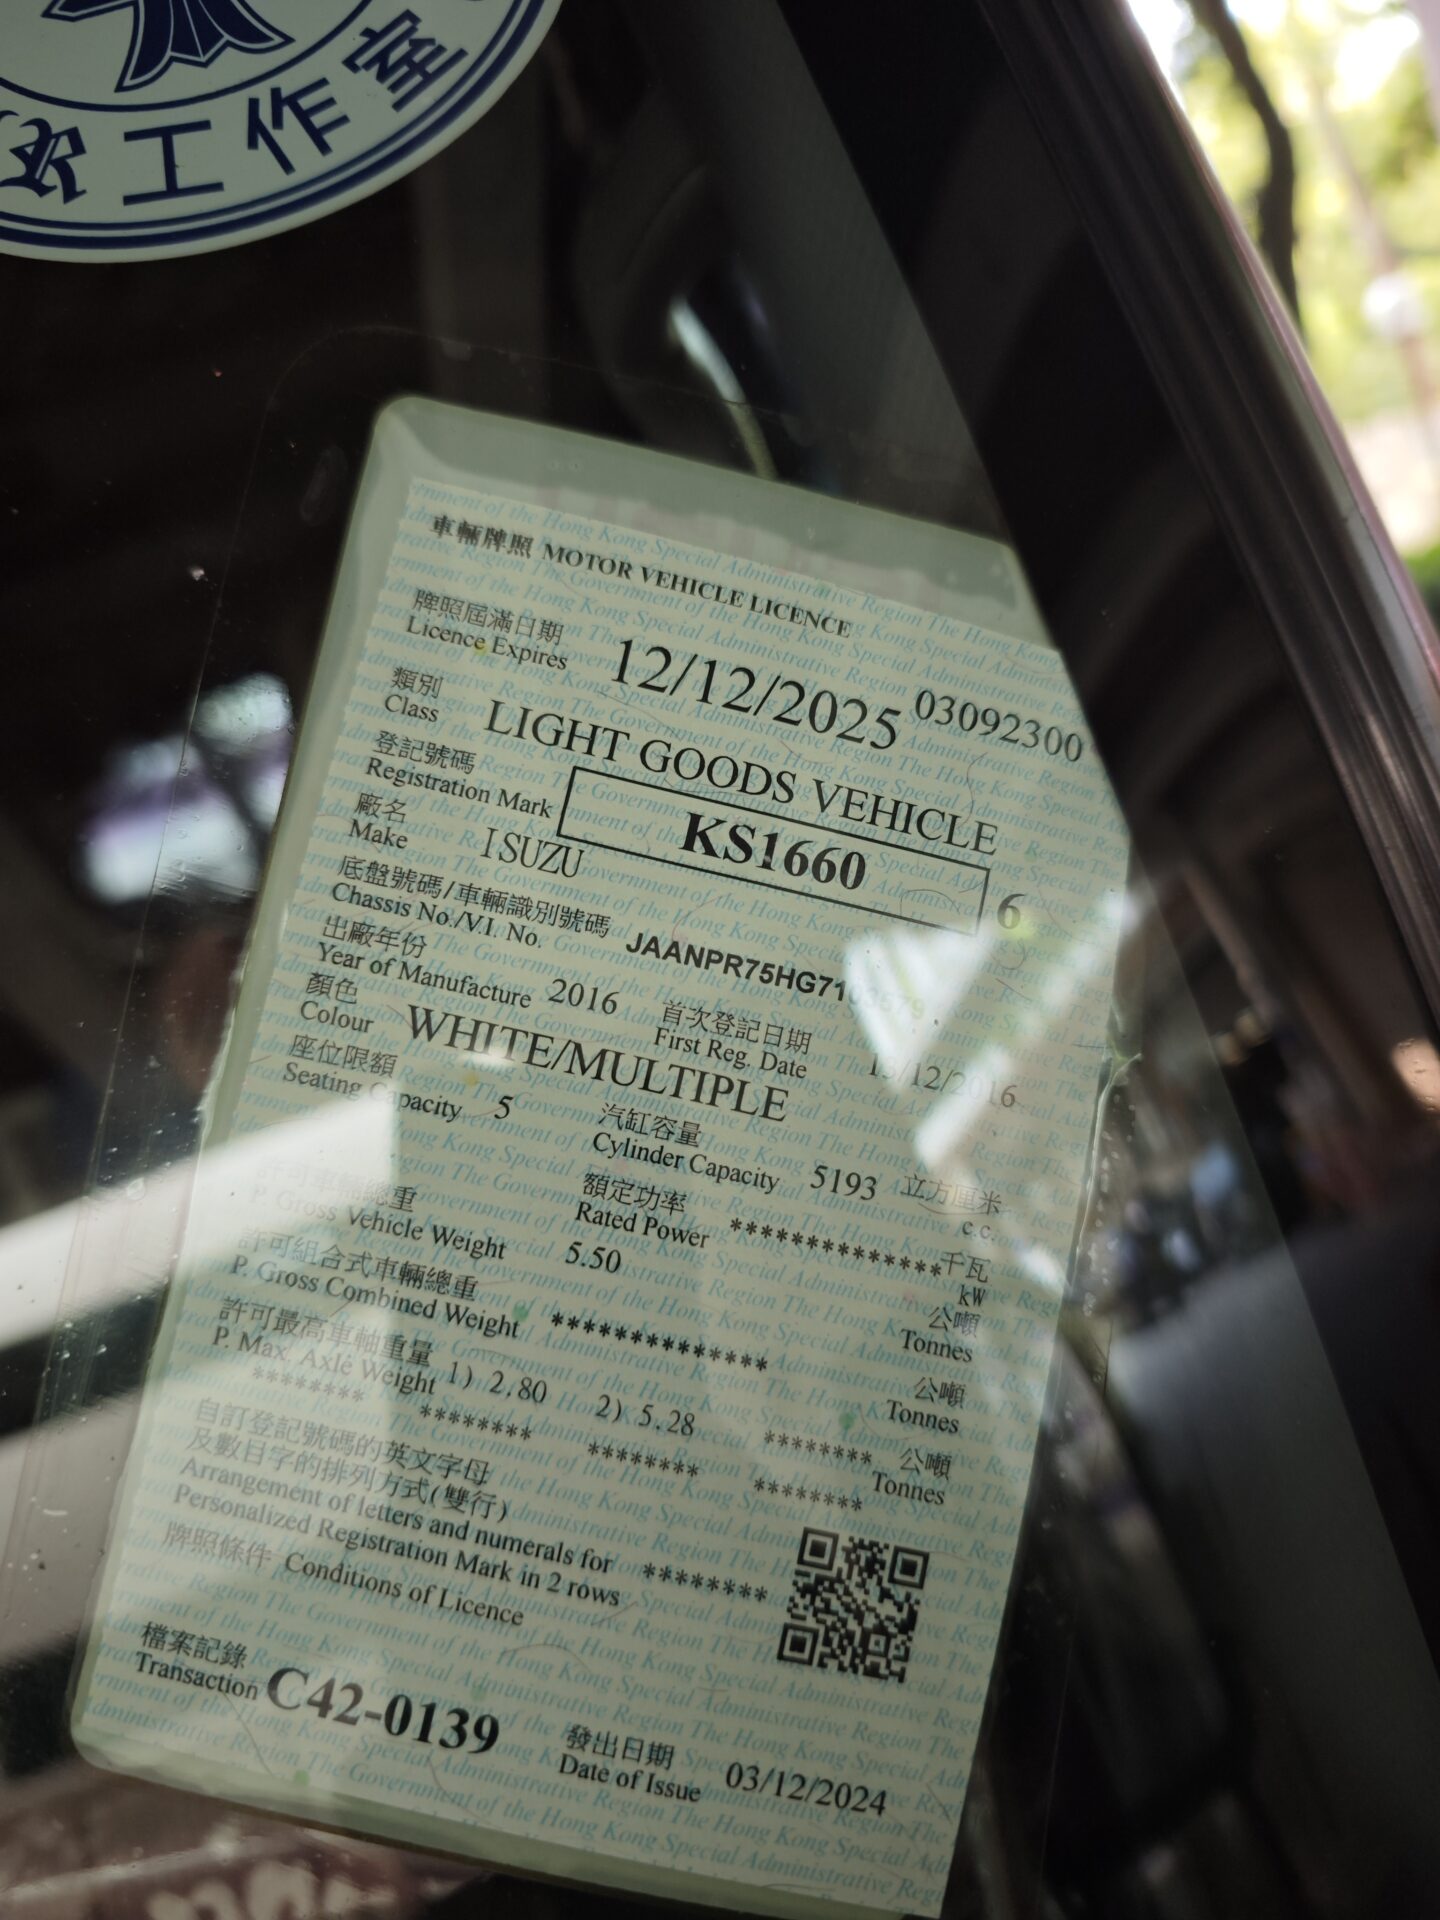 工作室
車輛牌照 MOTOR VEHICLE LICENCE
牌照屆滿日期
Licence Expires 12/12/2025 03092300
類別
Class LIGHT GOODS VEHICLE
登記號碼
Registration Mark KS1660 6
廠名
Make ISUZU
底盤號碼/車輛識別號碼
Chassis No./V.I. No. JAANPR75HG7103579
出廠年份 首次登記日期
Year of Manufacture 2016 First Reg. Date /12/2016
顏色
Colour WHITE/MULTIPLE
座位限額 汽缸容量 立方厘米
Seating Capacity 5 Cylinder Capacity 5193 c.c.
額定功率 千瓦
Rated Power ************** kW
許可車輛總重 公噸
P. Gross Vehicle Weight 5.50 Tonnes
許可組合式車輛總重 公噸
P. Gross Combined Weight ************** Tonnes
許可最高車軸重量 公噸
P. Max. Axle Weight 1) 2.80 2) 5.28 ******** Tonnes
******** ******** ******** ********
自訂登記號碼的英文字母
及數目字的排列方式(雙行)
Arrangement of letters and numerals for
Personalized Registration Mark in 2 rows ********
牌照條件 Conditions of Licence
檔案記錄
Transaction C42-0139
發出日期
Date of Issue 03/12/2024